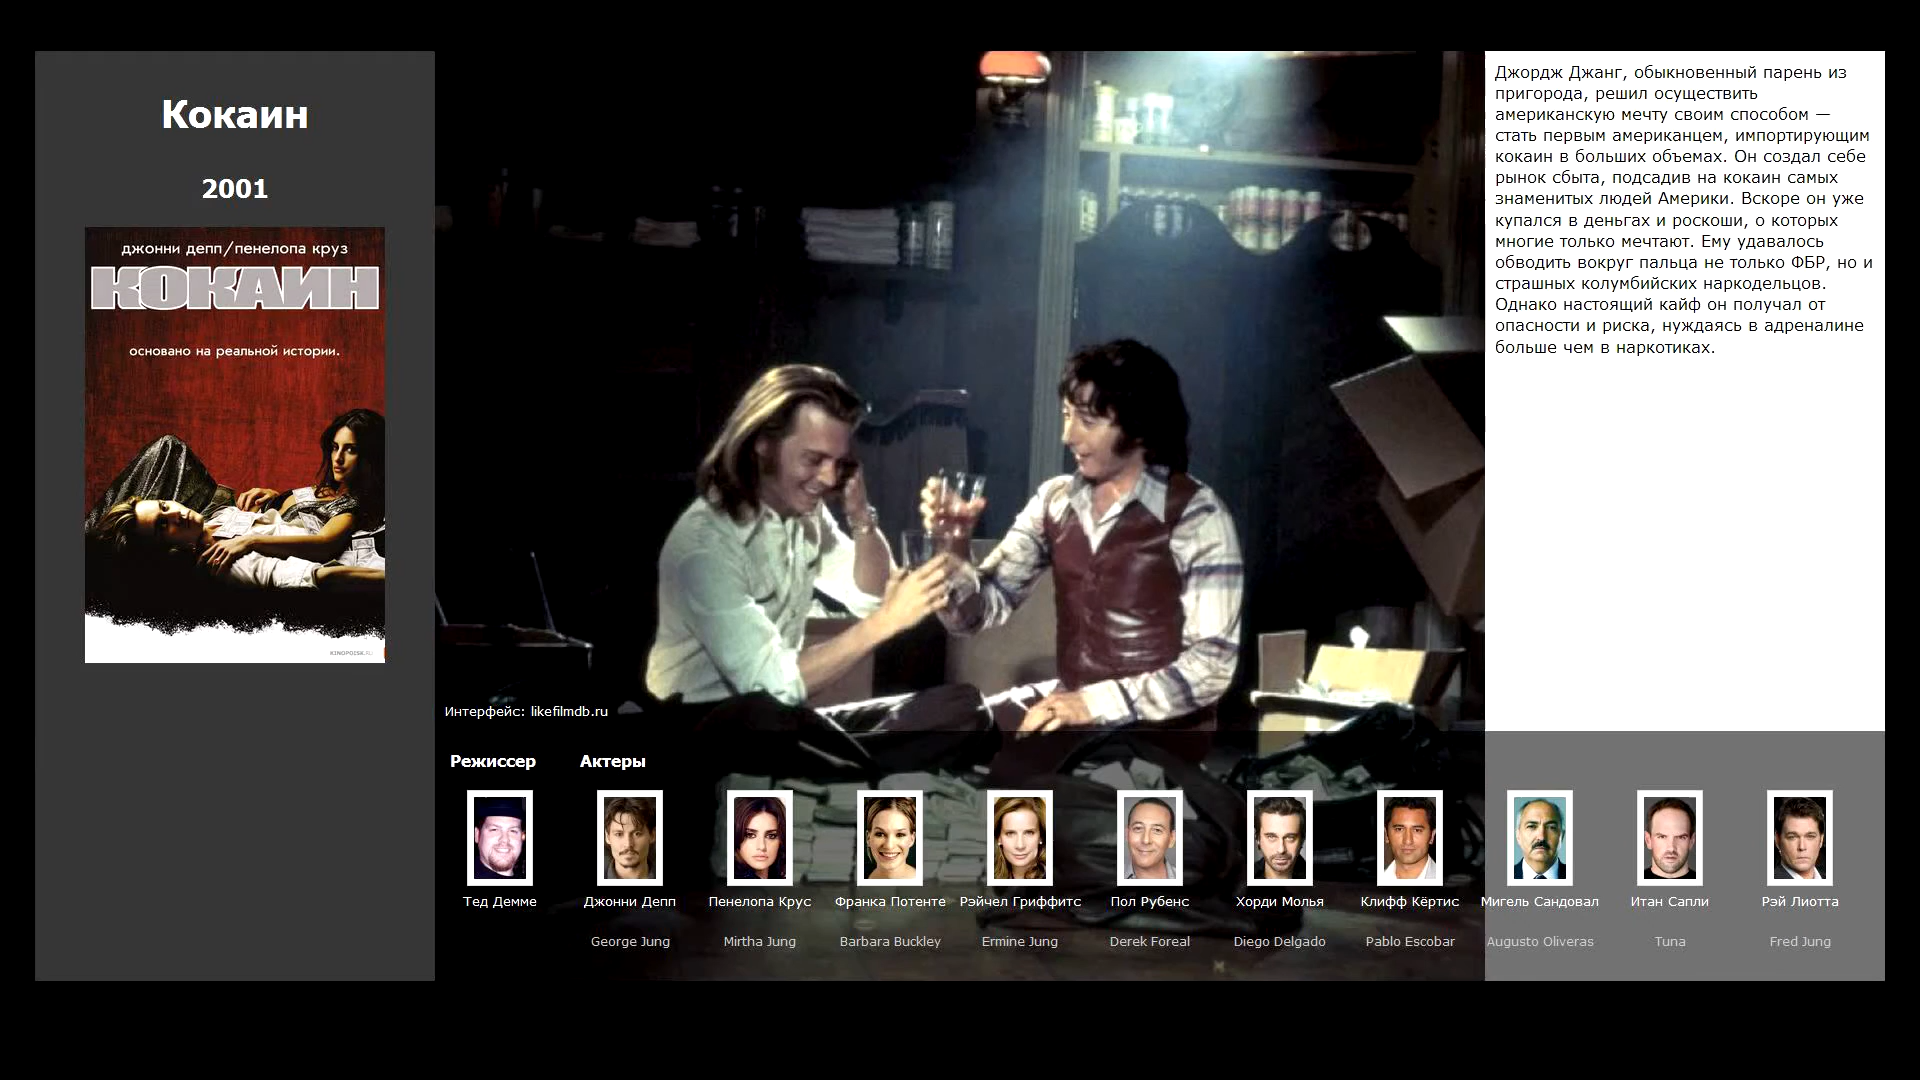 Кокаин
2001
джонни депп/пенелопа круз
КОКАИН
основано на реальной истории.
KINOPOISK.RU
Джордж Джанг, обыкновенный парень из
пригорода, решил осуществить
американскую мечту своим способом —
стать первым американцем, импортирующим
кокаин в больших объемах. Он создал себе
рынок сбыта, подсадив на кокаин самых
знаменитых людей Америки. Вскоре он уже
купался в деньгах и роскоши, о которых
многие только мечтают. Ему удавалось
обводить вокруг пальца не только ФБР, но и
страшных колумбийских наркодельцов.
Однако настоящий кайф он получал от
опасности и риска, нуждаясь в адреналине
больше чем в наркотиках.
Интерфейс: likefilmdb.ru
Режиссер Актеры
Тед Демме Джонни Депп Пенелопа Крус Франка Потенте Рэйчел Гриффитс Пол Рубенс Хорди Молья Клифф Кёртис Мигель Сандовал Итан Сапли Рэй Лиотта
George Jung Mirtha Jung Barbara Buckley Ermine Jung Derek Foreal Diego Delgado Pablo Escobar Augusto Oliveras Tuna Fred Jung